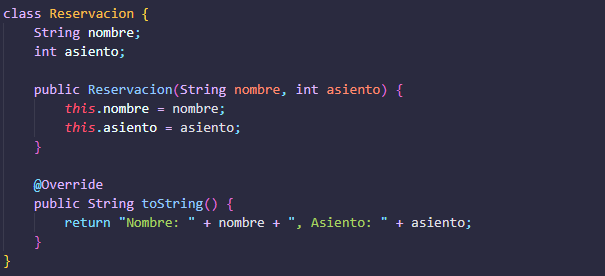 class Reservacion {
    String nombre;
    int asiento;

    public Reservacion(String nombre, int asiento) {
        this.nombre = nombre;
        this.asiento = asiento;
    }

    @Override
    public String toString() {
        return "Nombre: " + nombre + ", Asiento: " + asiento;
    }
}